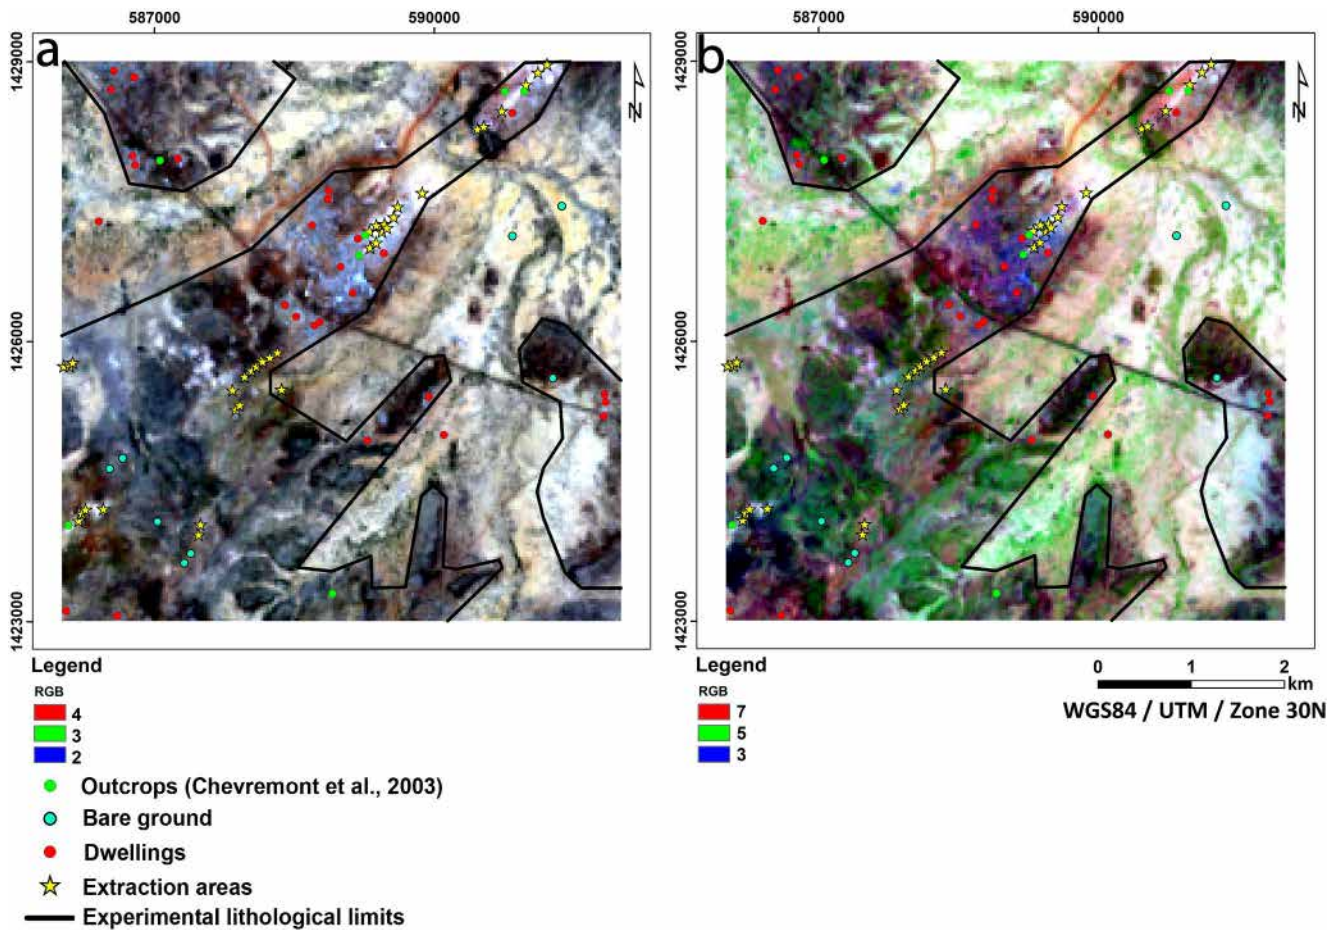 587000 590000 587000 590000
a b
1429000 1429000
N N
1426000 1426000
1423000 1423000
Legend Legend
RGB RGB
4 7
3 5
2 3
0 1 2
km
WGS84 / UTM / Zone 30N
Outcrops (Chevremont et al., 2003)
Bare ground
Dwellings
Extraction areas
Experimental lithological limits